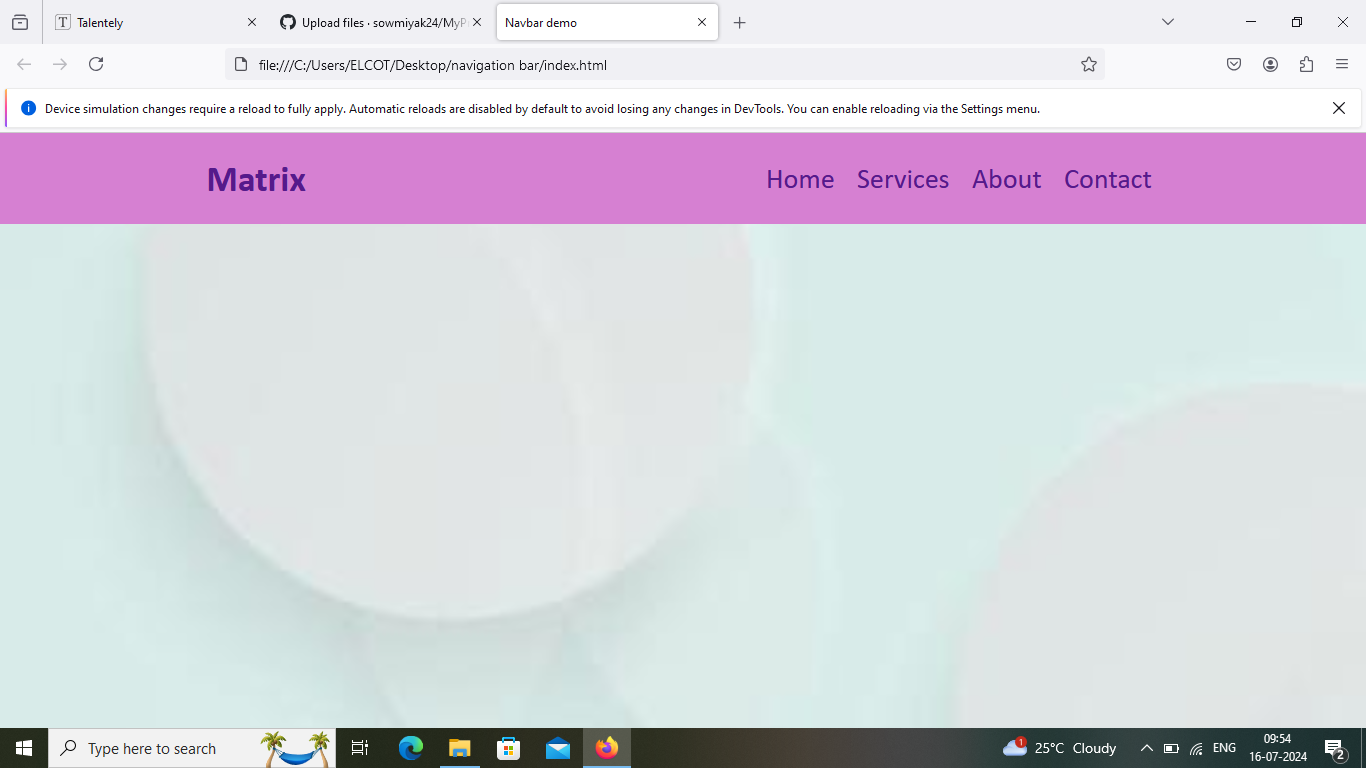 Talentely
Upload files · sowmiyak24/MyP
Navbar demo
file:///C:/Users/ELCOT/Desktop/navigation bar/index.html
Device simulation changes require a reload to fully apply. Automatic reloads are disabled by default to avoid losing any changes in DevTools. You can enable reloading via the Settings menu.
Matrix
Home Services About Contact
Type here to search
1
25°C Cloudy
ENG
09:54
16-07-2024
2